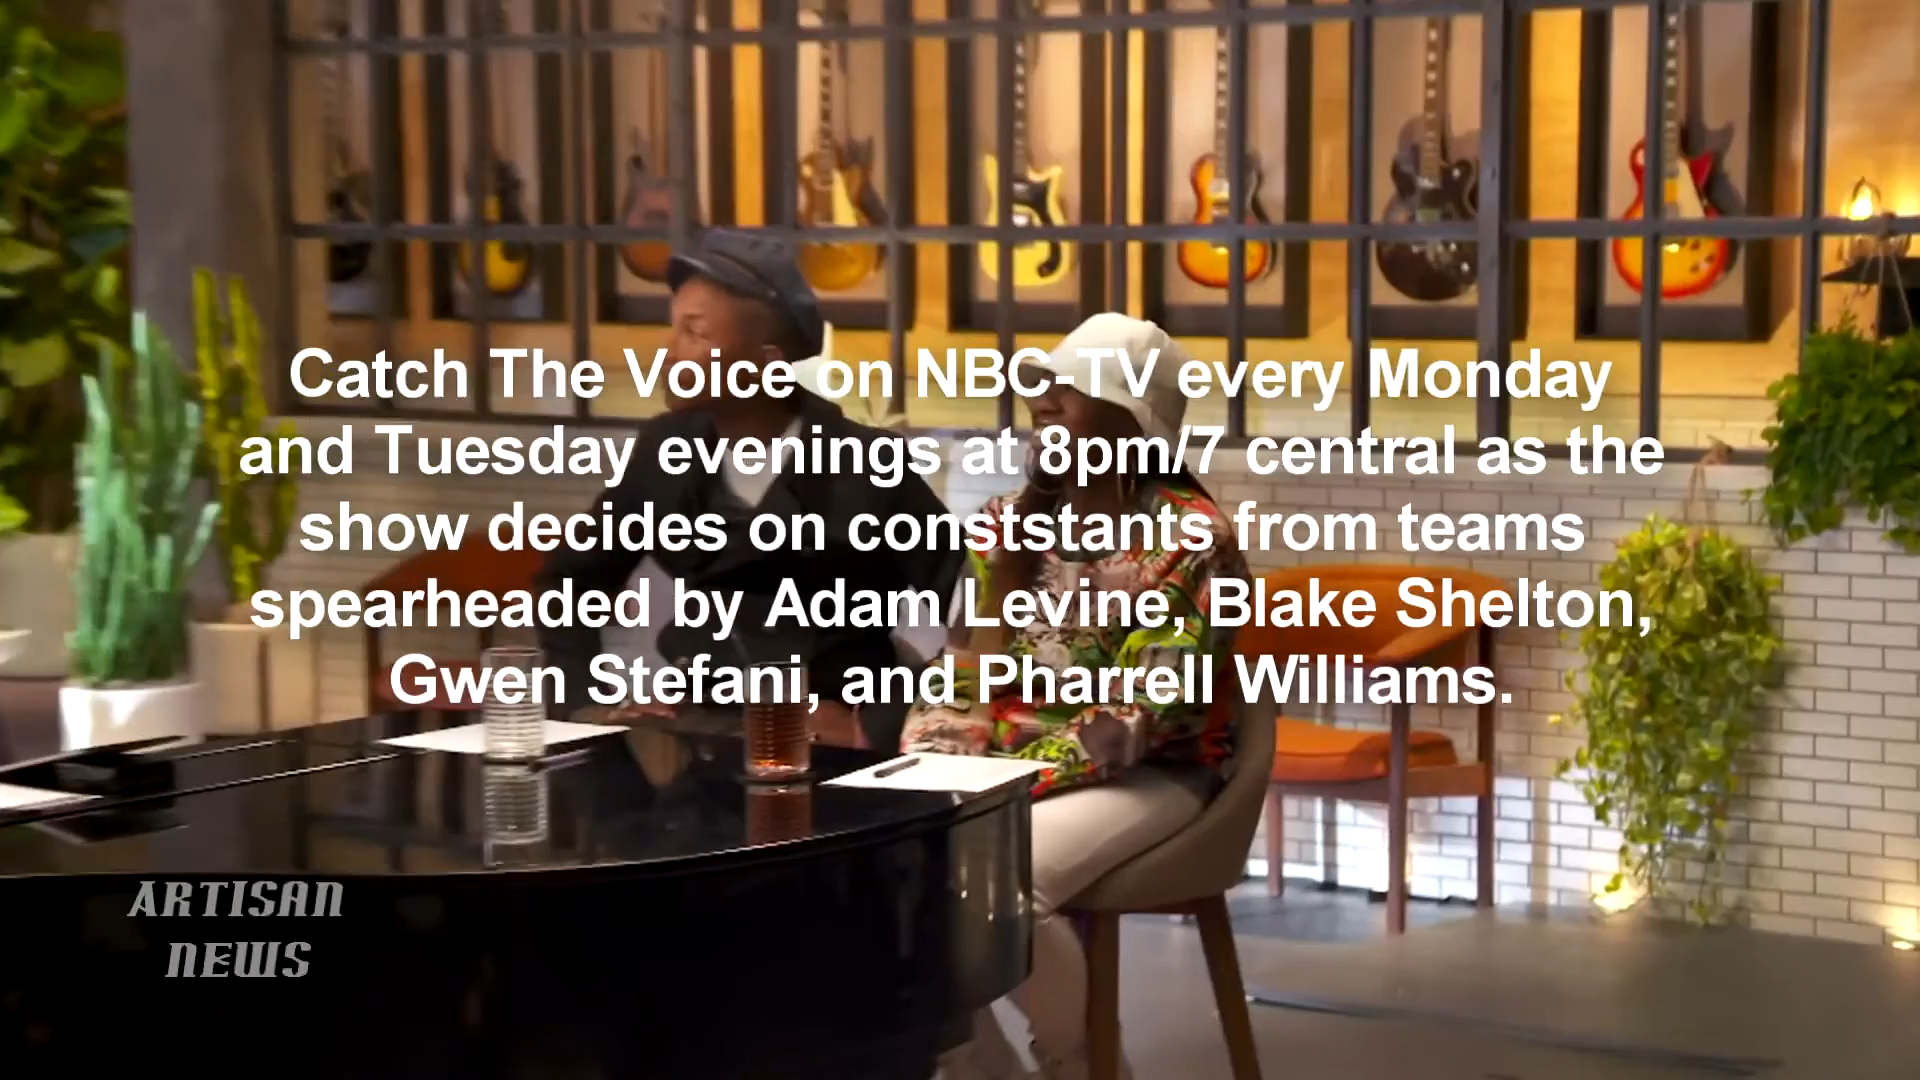 Catch The Voice on NBC-TV every Monday
and Tuesday evenings at 8pm/7 central as the
show decides on conststants from teams
spearheaded by Adam Levine, Blake Shelton,
Gwen Stefani, and Pharrell Williams.
ARTISAN
NEWS